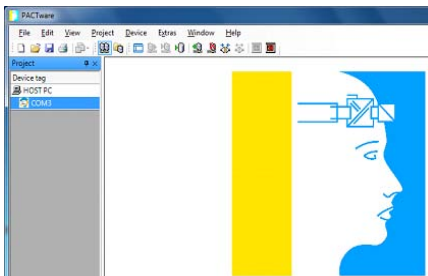 PACTware
File Edit View Project Device Extras Window Help
Project
Device tag
HOST PC
COM3